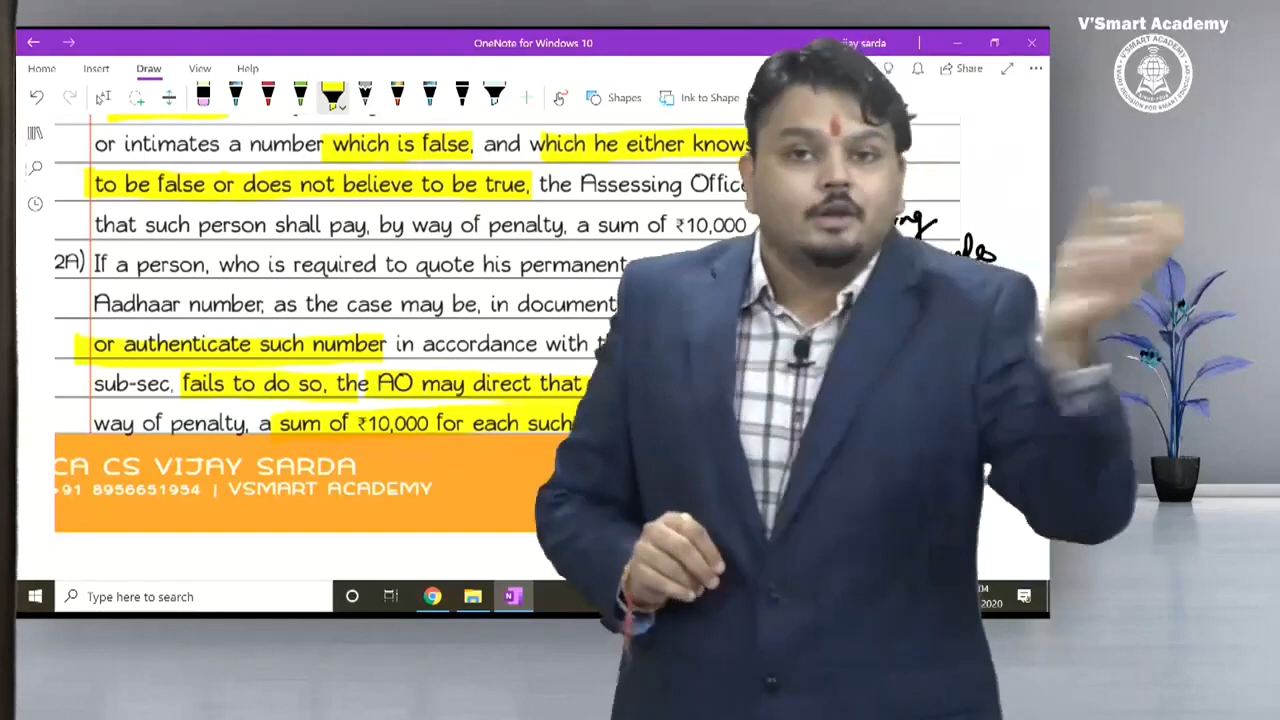 V'Smart Academy
OneNote for Windows 10
jay sarda
Home Insert Draw View Help
Share
Shapes
Ink to Shape
or intimates a number which is false, and which he either knows
to be false or does not believe to be true, the Assessing Office
that such person shall pay, by way of penalty, a sum of ₹10,000
2A) If a person, who is required to quote his permanent
Aadhaar number, as the case may be, in document
or authenticate such number in accordance with
sub-sec, fails to do so, the AO may direct that
way of penalty, a sum of ₹10,000 for each such
CA CS VIJAY SARDA
+91 8956651954 | VSMART ACADEMY
Type here to search
04
2020